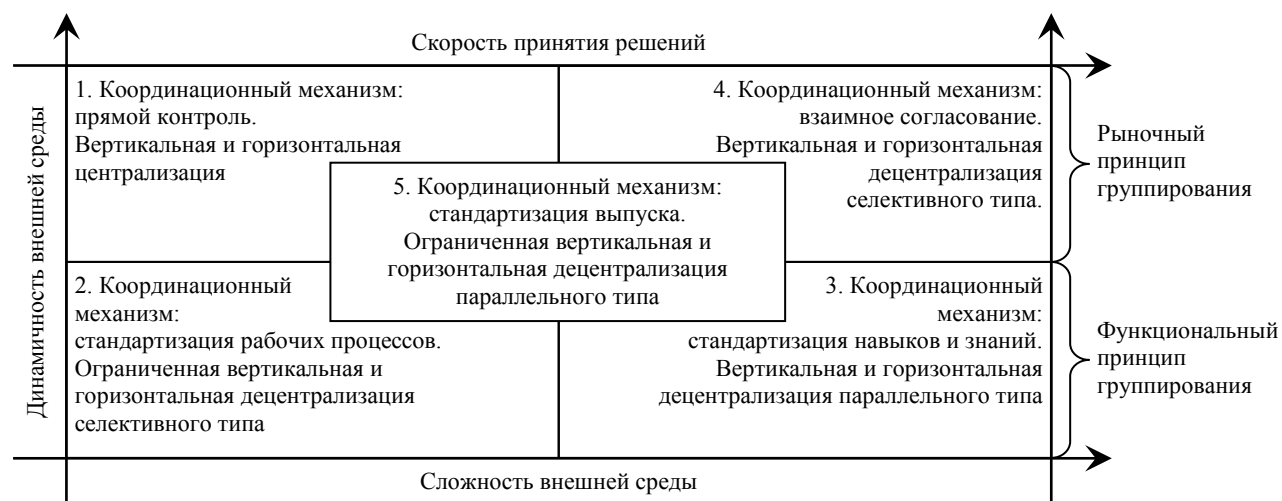 Скорость принятия решений
Динамичность внешней среды
1. Координационный механизм:
прямой контроль.
Вертикальная и горизонтальная
централизация
4. Координационный механизм:
взаимное согласование.
Вертикальная и горизонтальная
децентрализация
селективного типа.
5. Координационный механизм:
стандартизация выпуска.
Ограниченная вертикальная и
горизонтальная децентрализация
параллельного типа
2. Координационный
механизм:
стандартизация рабочих процессов.
Ограниченная вертикальная и
горизонтальная децентрализация
селективного типа
3. Координационный
механизм:
стандартизация навыков и знаний.
Вертикальная и горизонтальная
децентрализация параллельного типа
Рыночный
принцип
группирования
Функциональный
принцип
группирования
Сложность внешней среды